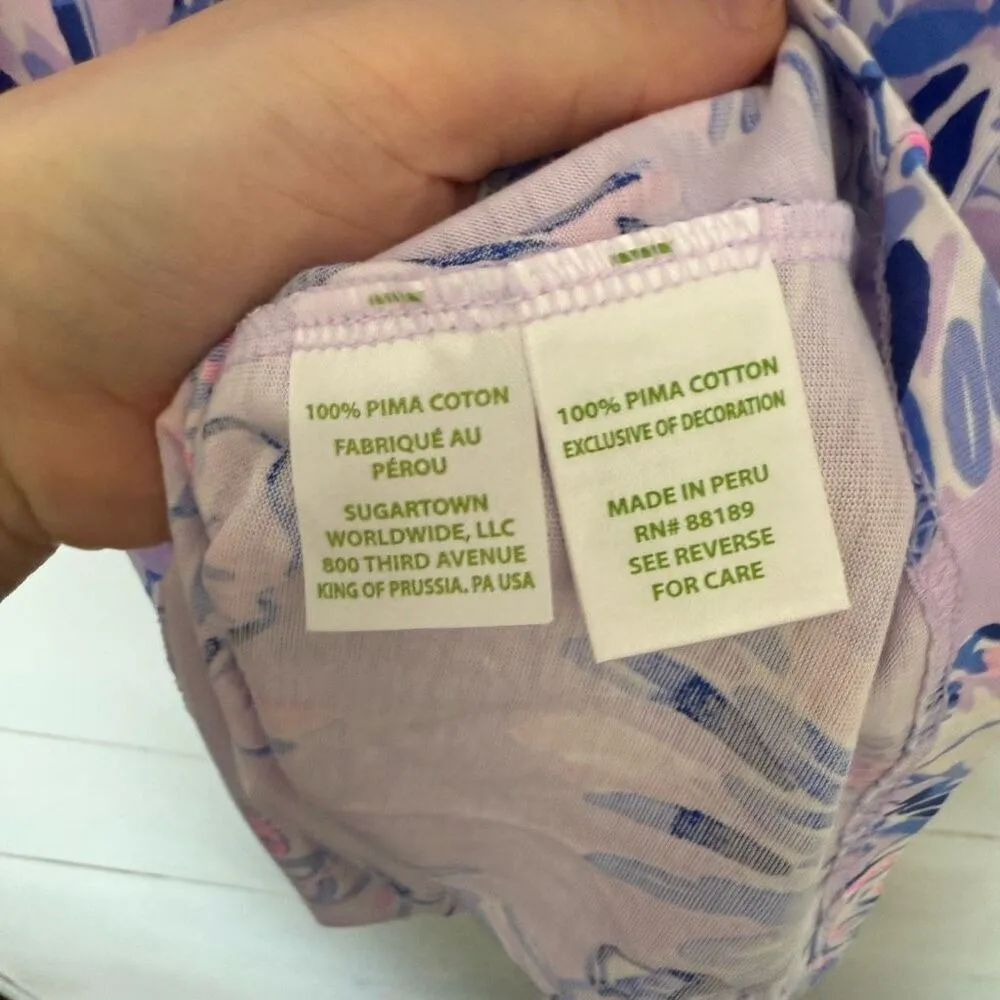 100% PIMA COTON
FABRIQUÉ AU
PÉROU
SUGARTOWN
WORLDWIDE, LLC
800 THIRD AVENUE
KING OF PRUSSIA. PA USA
100% PIMA COTTON
EXCLUSIVE OF DECORATION
MADE IN PERU
RN# 88189
SEE REVERSE
FOR CARE